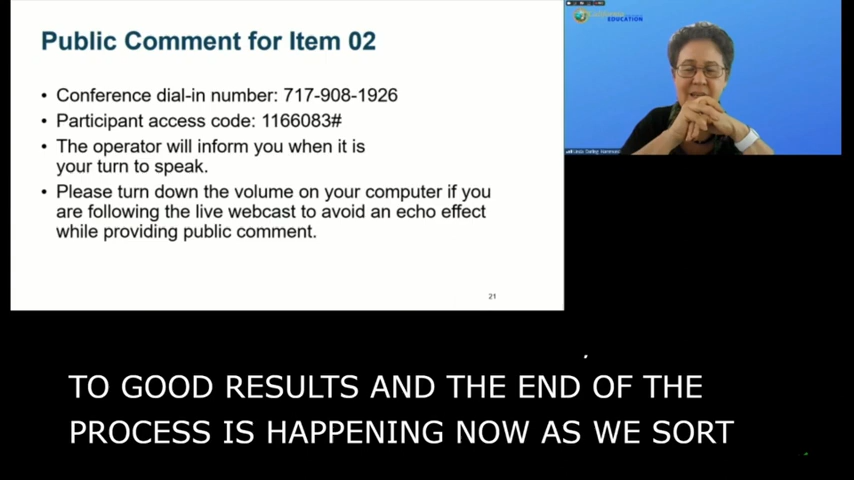 Public Comment for Item 02
• Conference dial-in number: 717-908-1926
• Participant access code: 1166083#
• The operator will inform you when it is
your turn to speak.
• Please turn down the volume on your computer if you
are following the live webcast to avoid an echo effect
while providing public comment.
21
EDUCATION
Linda Darling-Hammond
TO GOOD RESULTS AND THE END OF THE
PROCESS IS HAPPENING NOW AS WE SORT